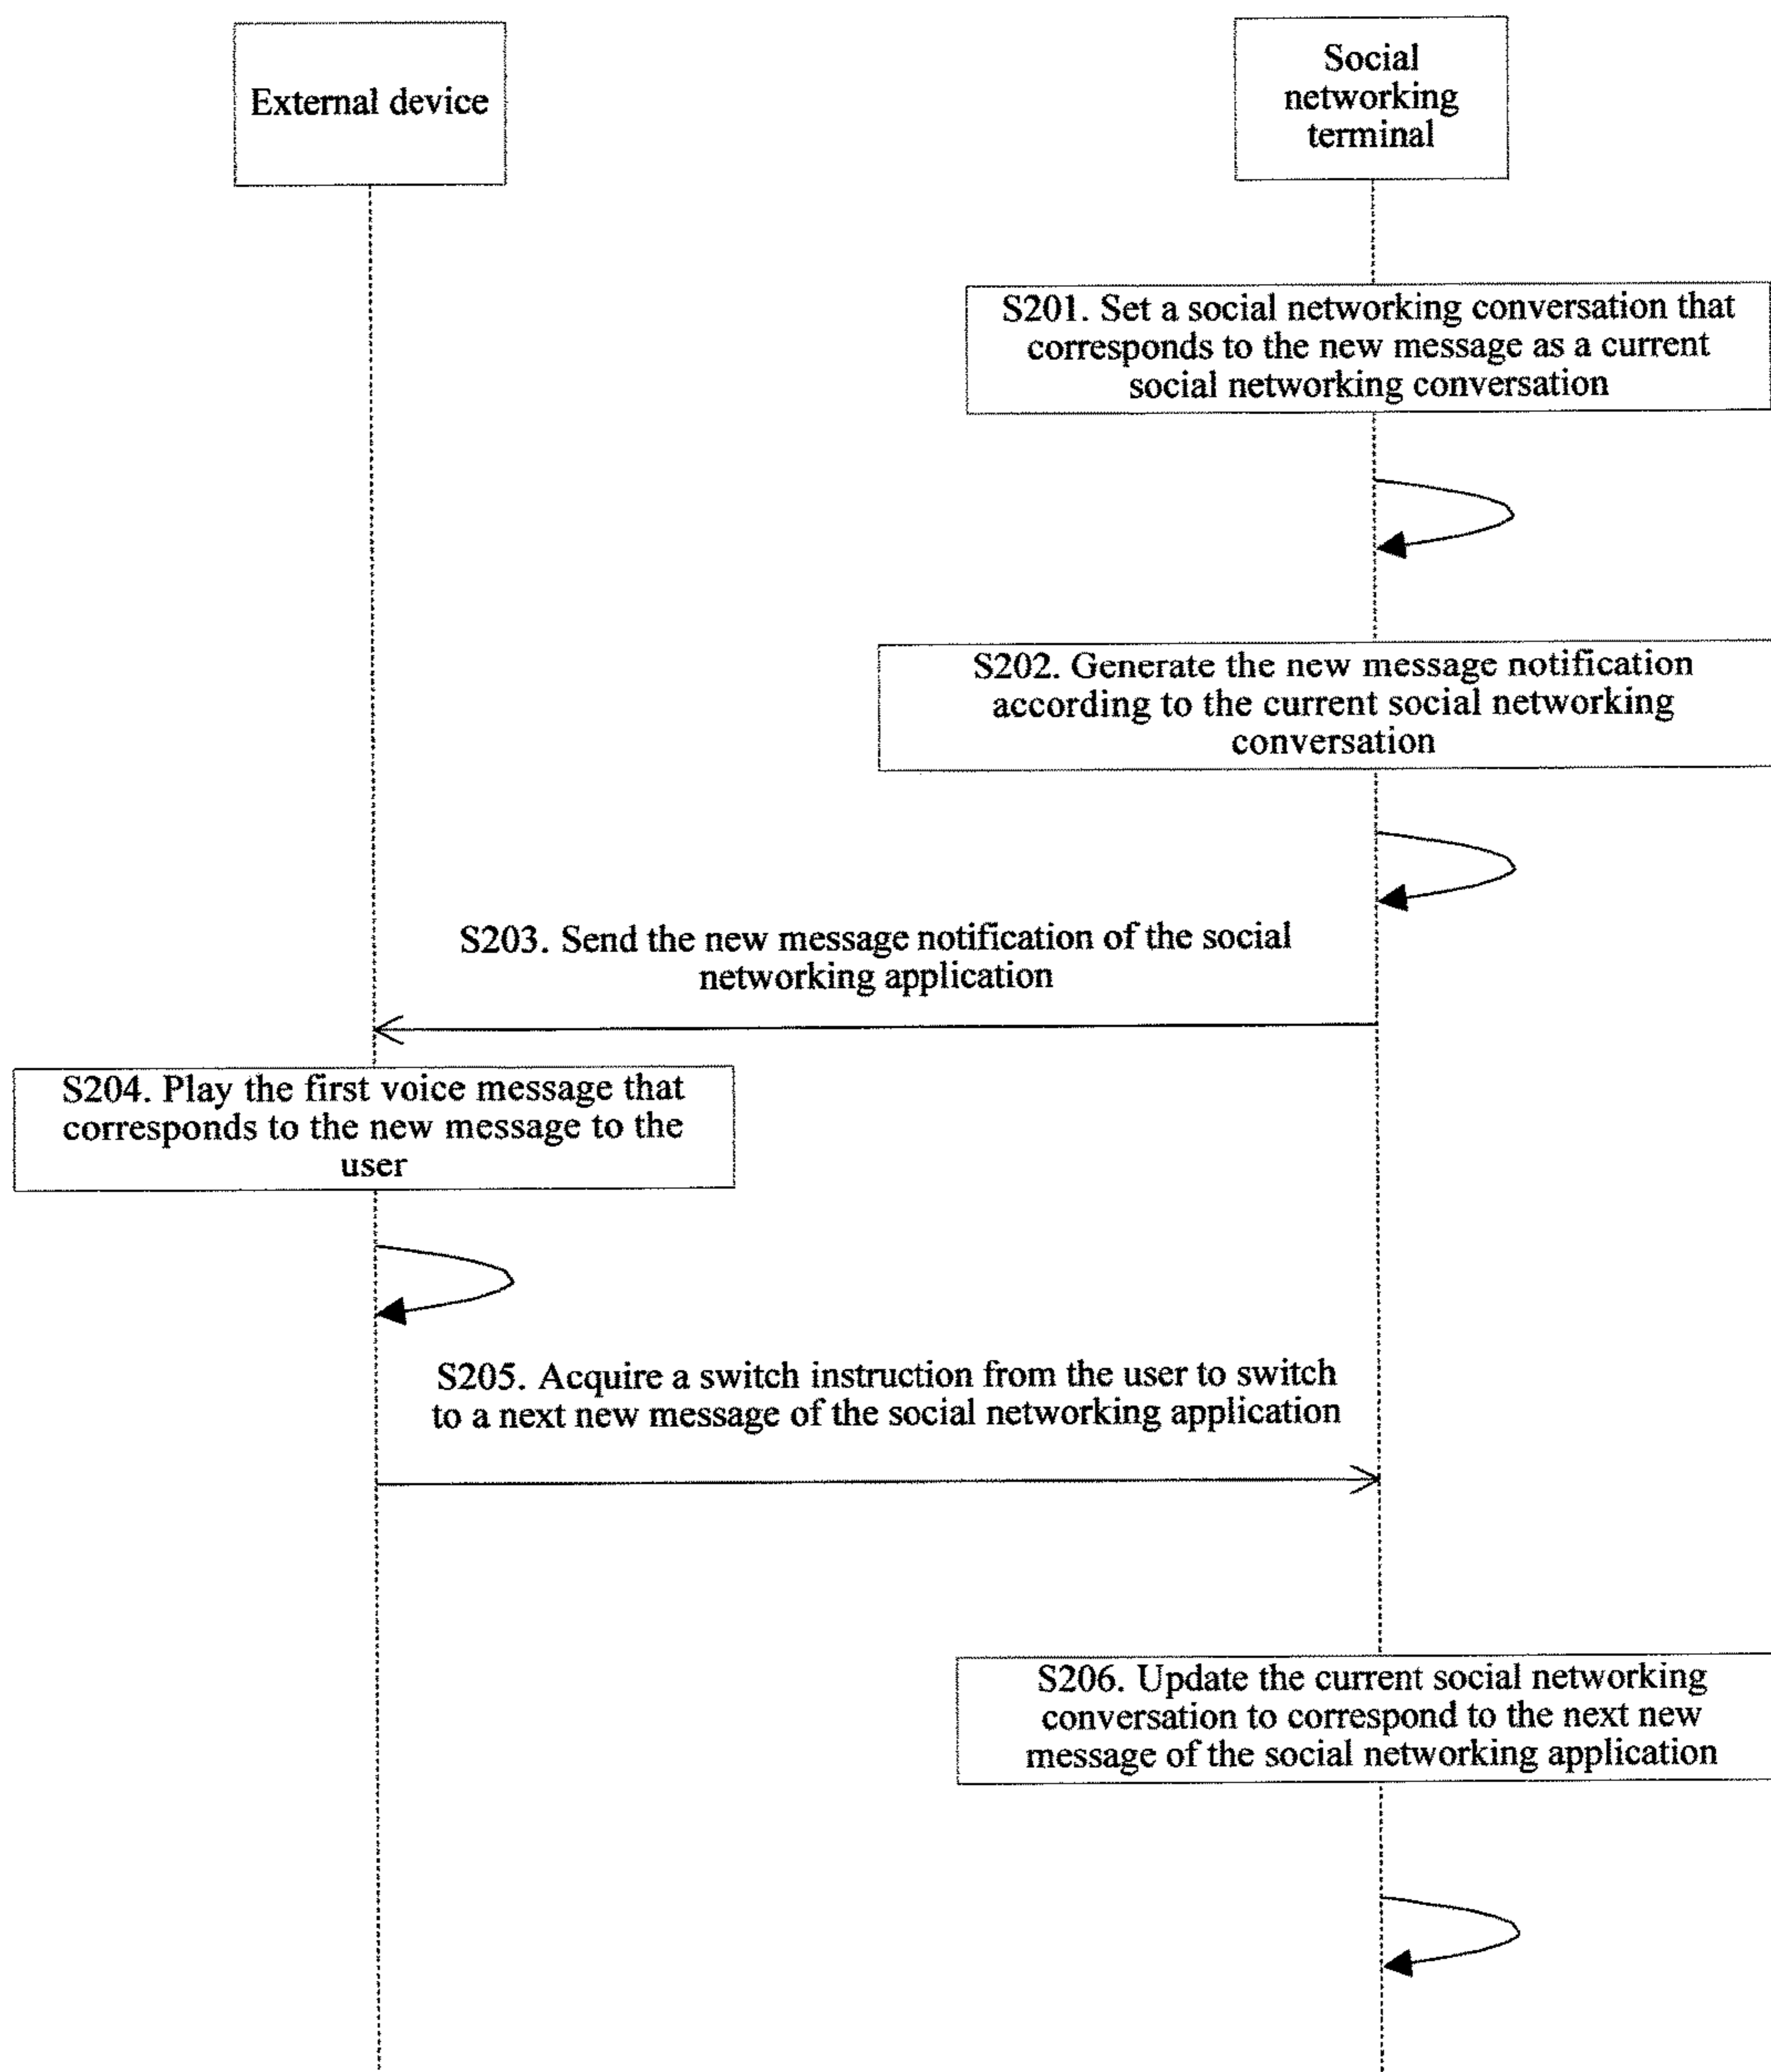 External device
Social
networking
terminal
S201. Set a social networking conversation that
corresponds to the new message as a current
social networking conversation
S202. Generate the new message notification
according to the current social networking
conversation
S203. Send the new message notification of the social
networking application
S204. Play the first voice message that
corresponds to the new message to the
user
S205. Acquire a switch instruction from the user to switch
to a next new message of the social networking application
S206. Update the current social networking
conversation to correspond to the next new
message of the social networking application